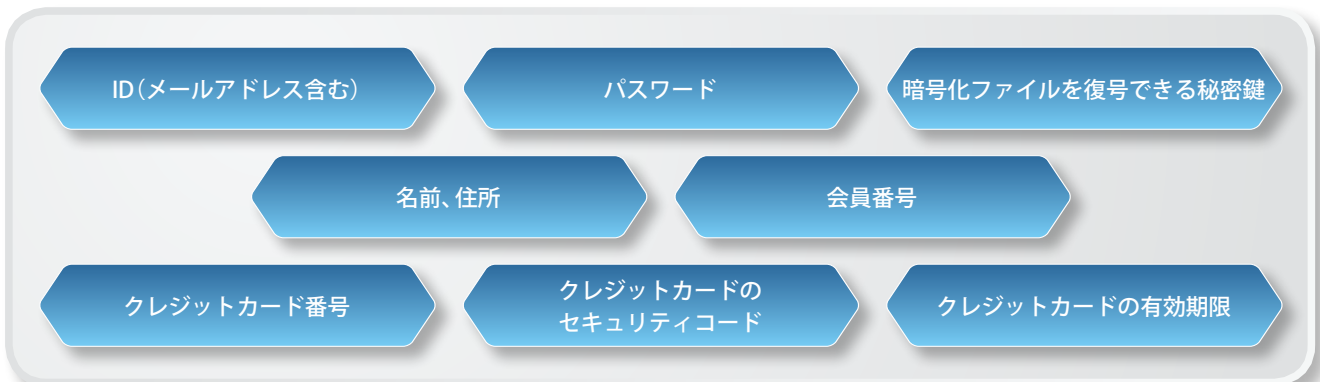 ID（メールアドレス含む）
パスワード
暗号化ファイルを復号できる秘密鍵
名前、住所
会員番号
クレジットカード番号
クレジットカードの
セキュリティコード
クレジットカードの有効期限